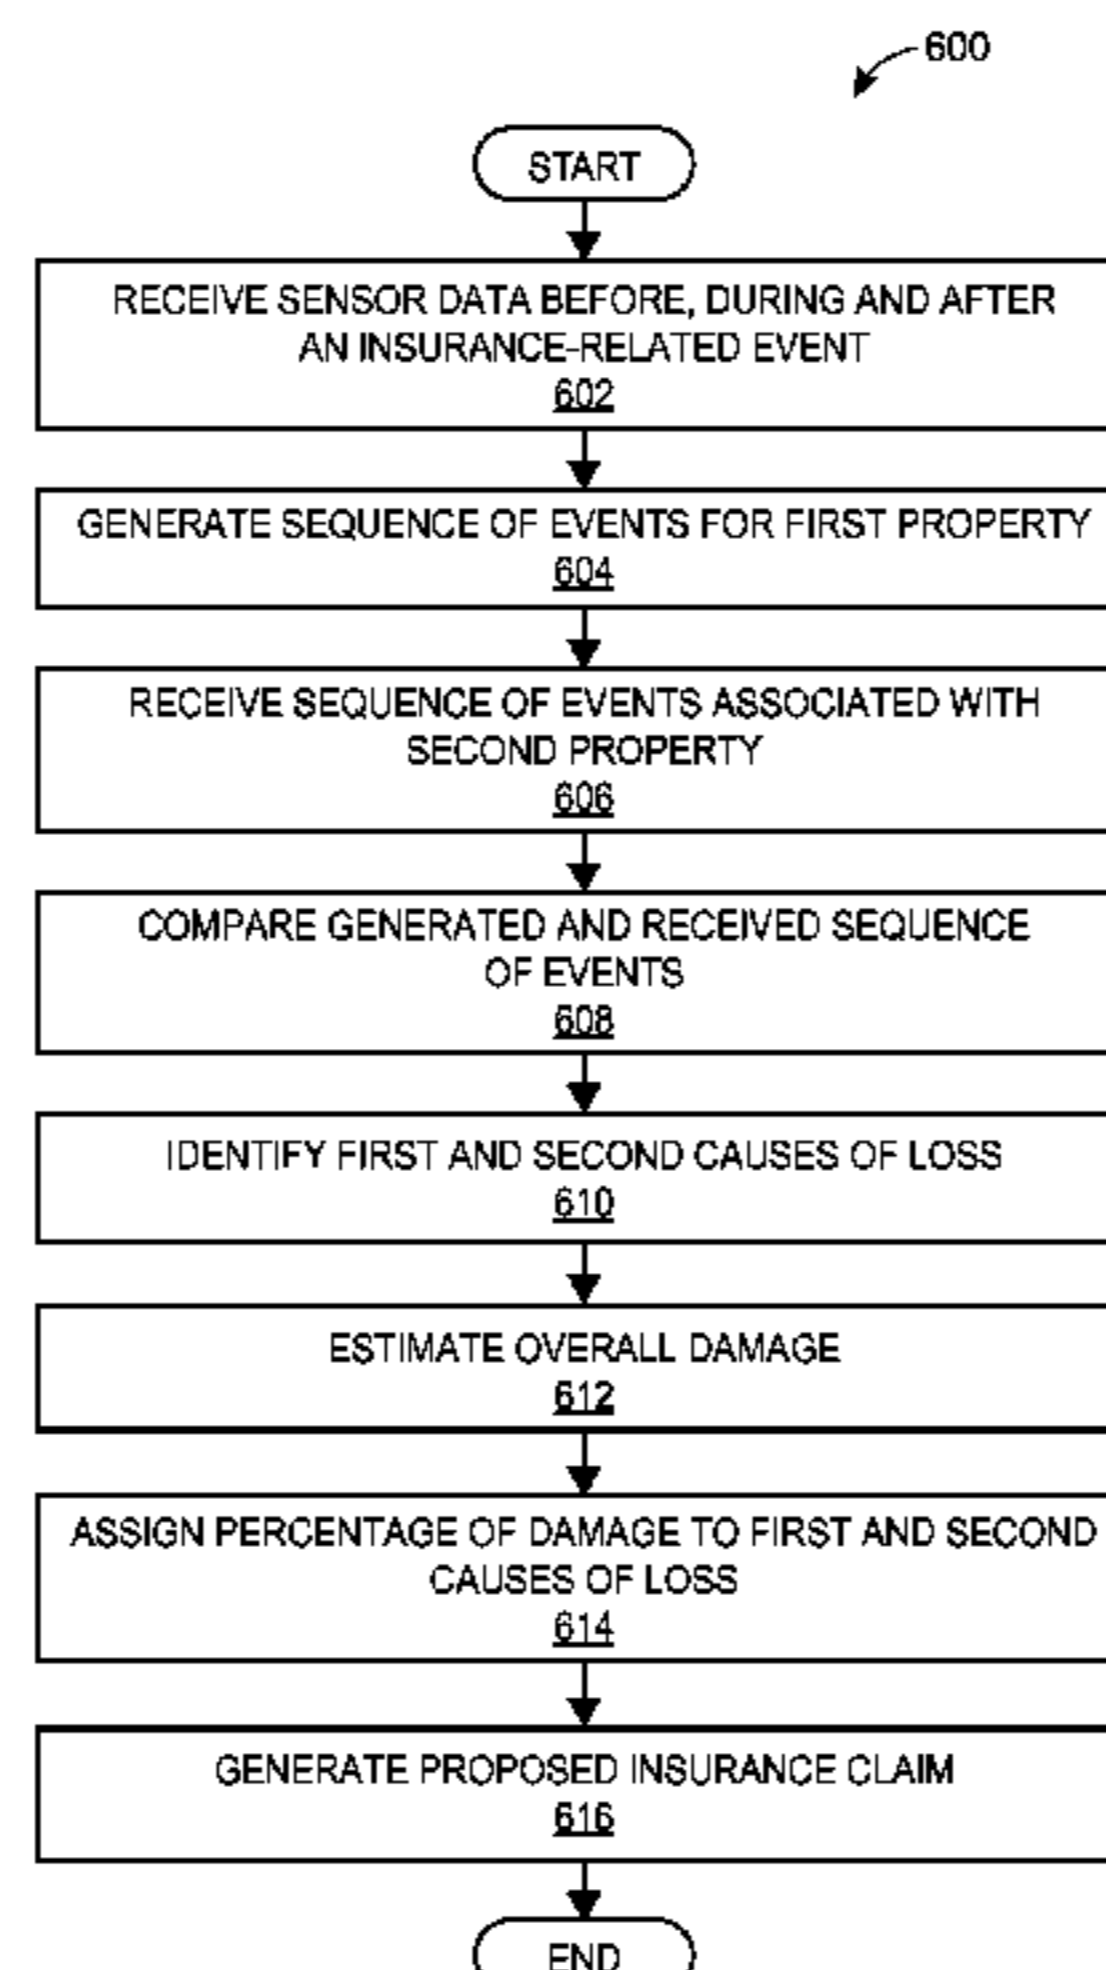 600
START
RECEIVE SENSOR DATA BEFORE, DURING AND AFTER
AN INSURANCE-RELATED EVENT
602
GENERATE SEQUENCE OF EVENTS FOR FIRST PROPERTY
604
RECEIVE SEQUENCE OF EVENTS ASSOCIATED WITH
SECOND PROPERTY
606
COMPARE GENERATED AND RECEIVED SEQUENCE
OF EVENTS
608
IDENTIFY FIRST AND SECOND CAUSES OF LOSS
610
ESTIMATE OVERALL DAMAGE
612
ASSIGN PERCENTAGE OF DAMAGE TO FIRST AND SECOND
CAUSES OF LOSS
614
GENERATE PROPOSED INSURANCE CLAIM
616
END